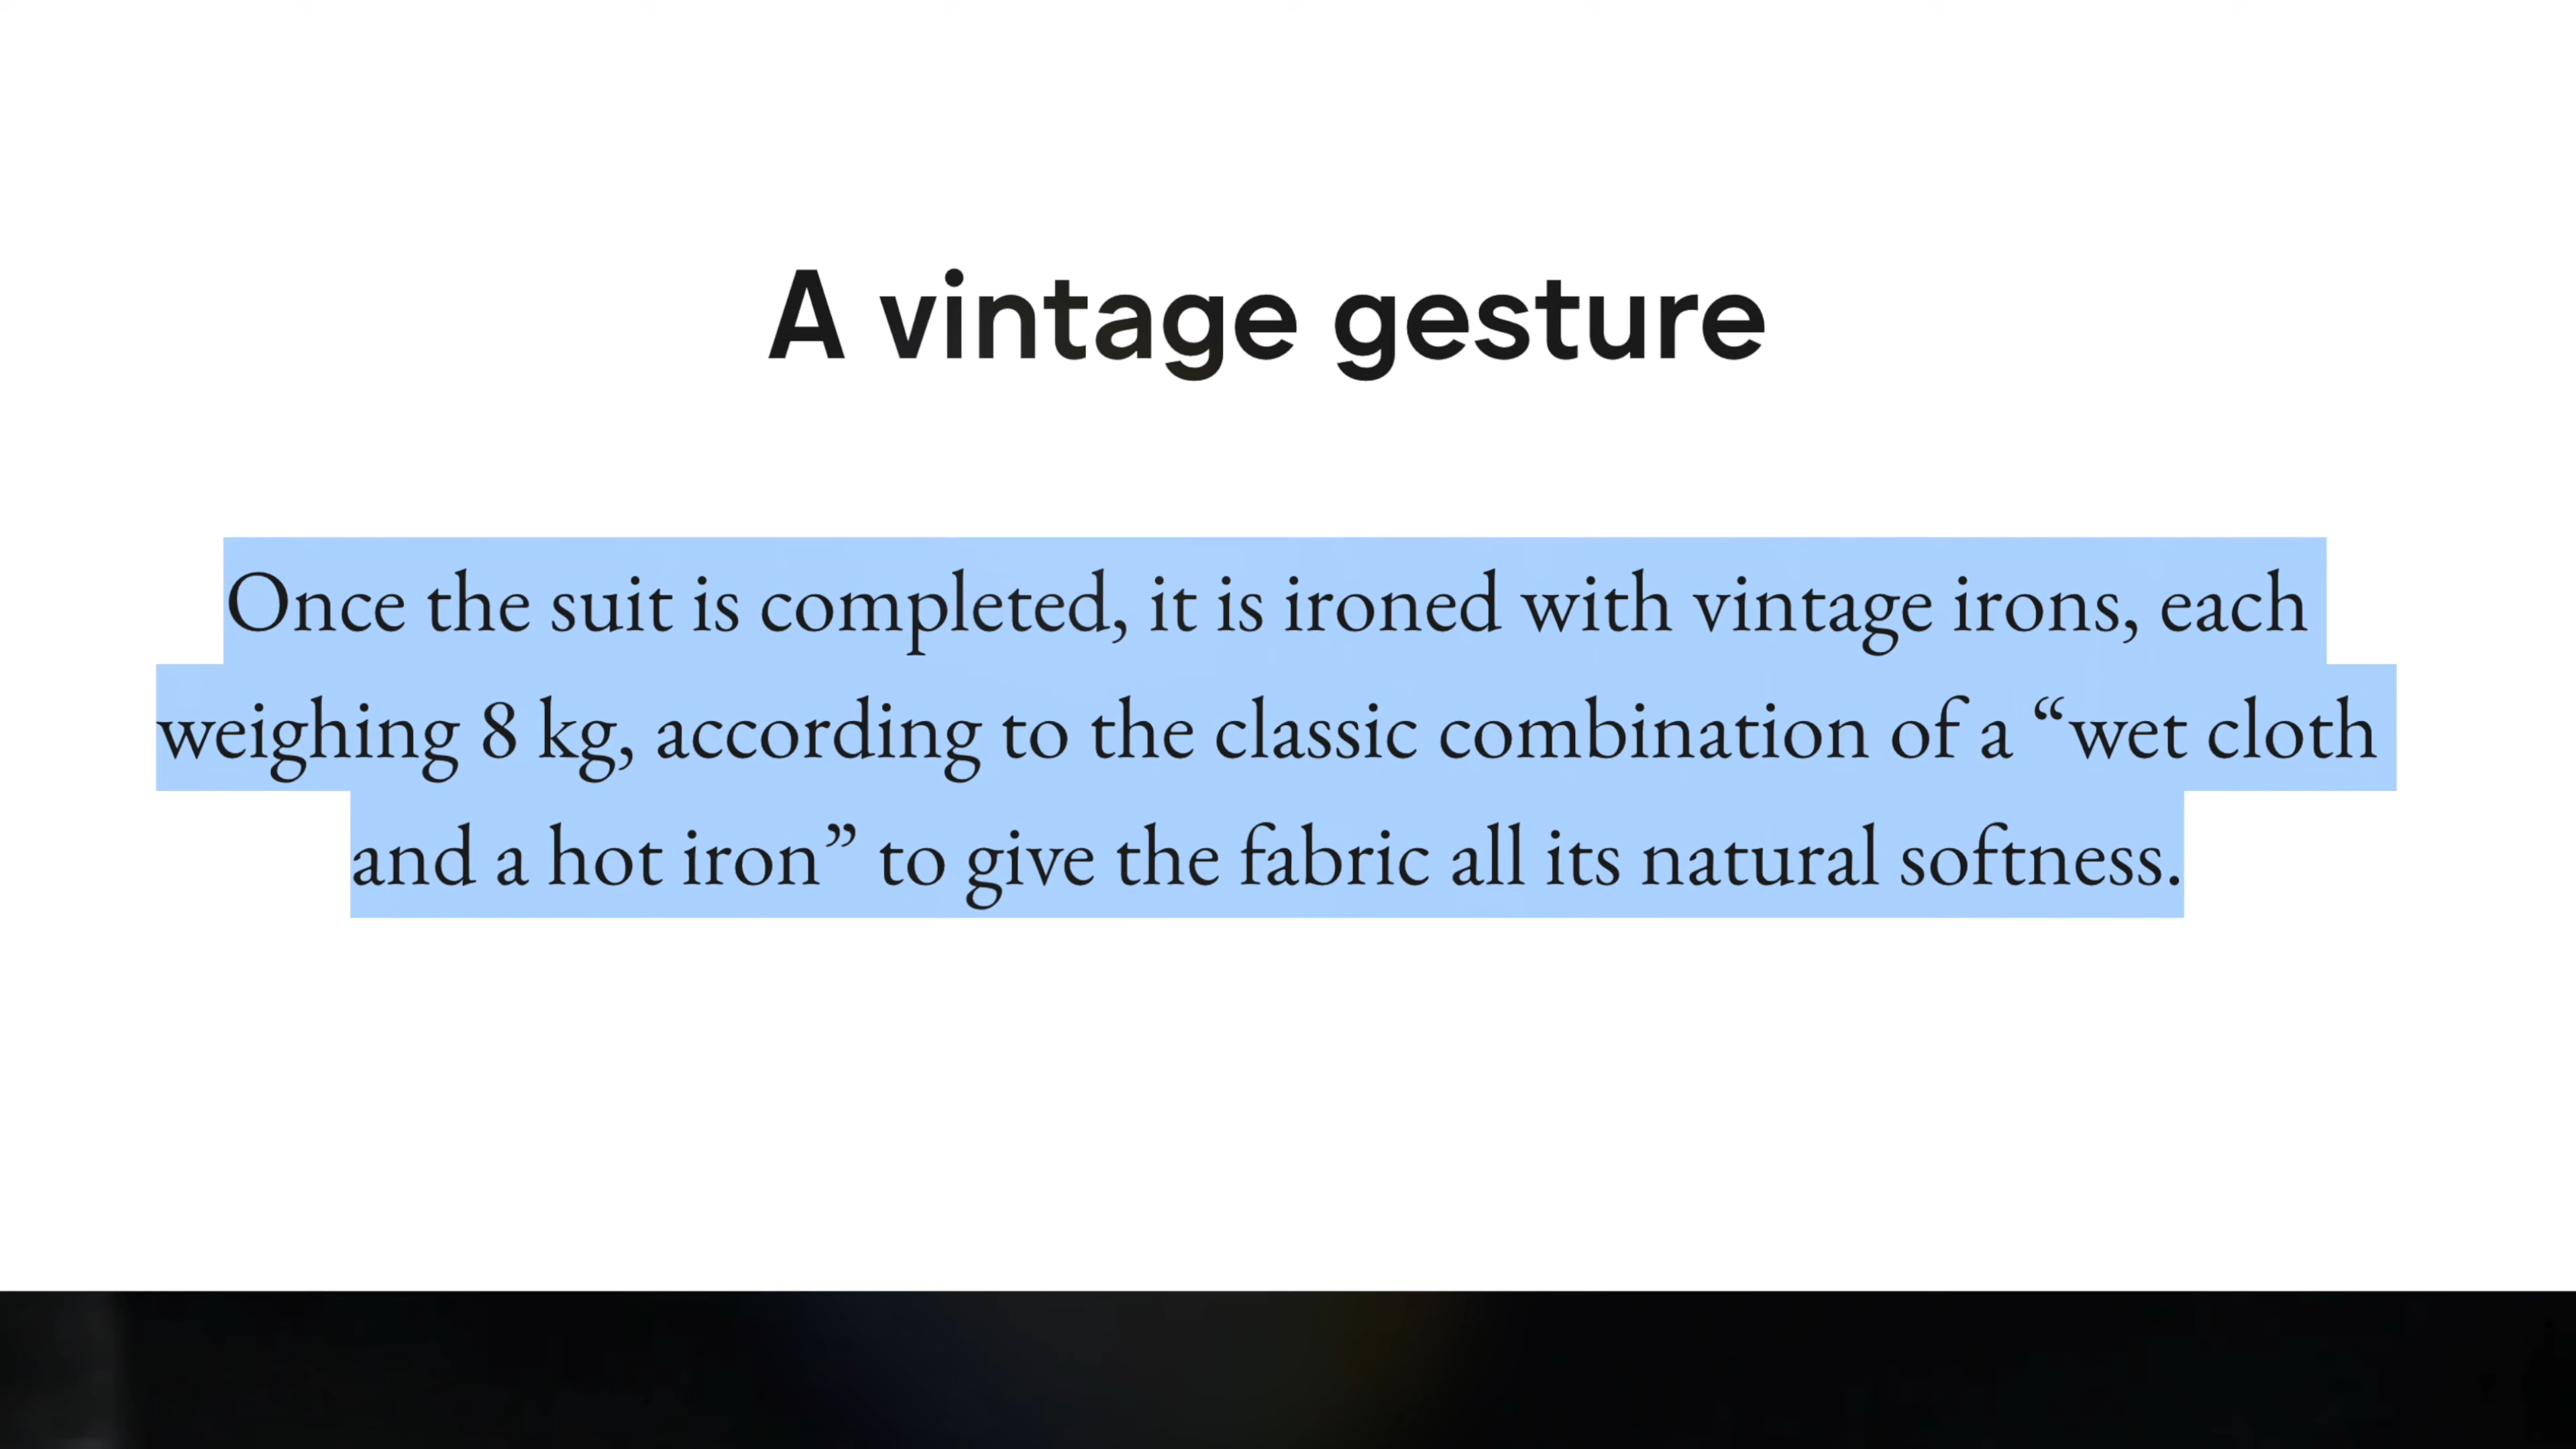 A vintage gesture
Once the suit is completed, it is ironed with vintage irons, each
weighing 8 kg, according to the classic combination of a “wet cloth
and a hot iron” to give the fabric all its natural softness.